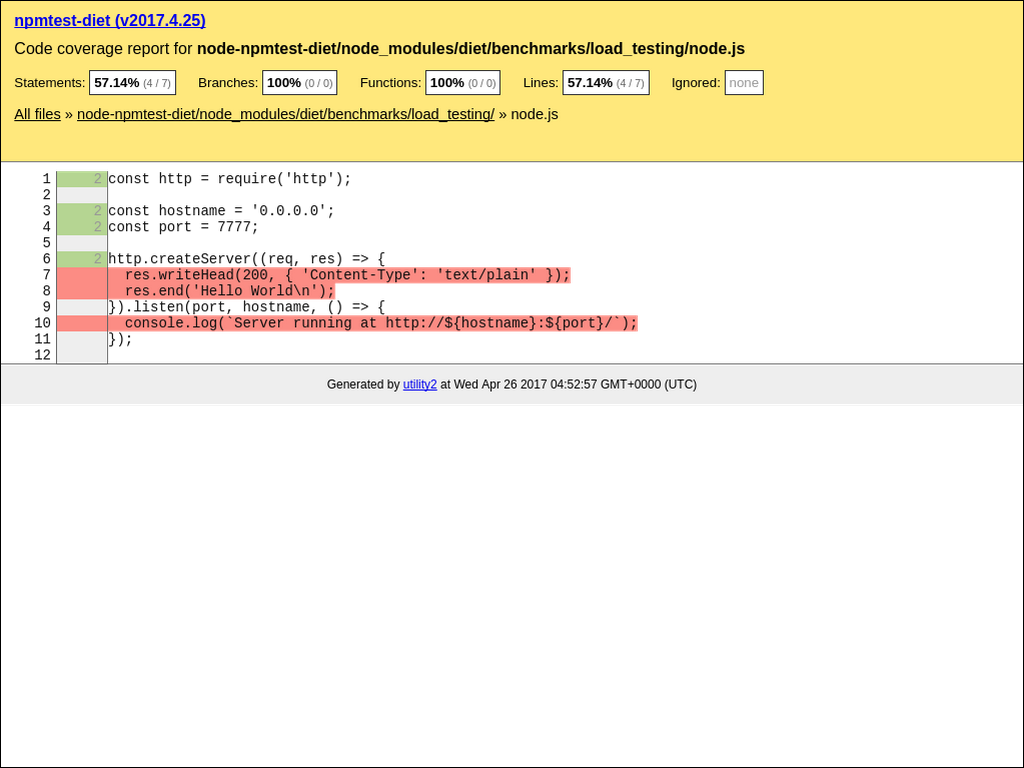 npmtest-diet (v2017.4.25)
Code coverage report for node-npmtest-diet/node_modules/diet/benchmarks/load_testing/node.js
Statements: 57.14% (4 / 7) Branches: 100% (0 / 0) Functions: 100% (0 / 0) Lines: 57.14% (4 / 7) Ignored: none
All files » node-npmtest-diet/node_modules/diet/benchmarks/load_testing/ » node.js
1 2 const http = require('http');
2
3 2 const hostname = '0.0.0.0';
4 2 const port = 7777;
5
6 2 http.createServer((req, res) => {
7   res.writeHead(200, { 'Content-Type': 'text/plain' });
8   res.end('Hello World\n');
9 }).listen(port, hostname, () => {
10   console.log(`Server running at http://${hostname}:${port}/`);
11 });
12
Generated by utility2 at Wed Apr 26 2017 04:52:57 GMT+0000 (UTC)